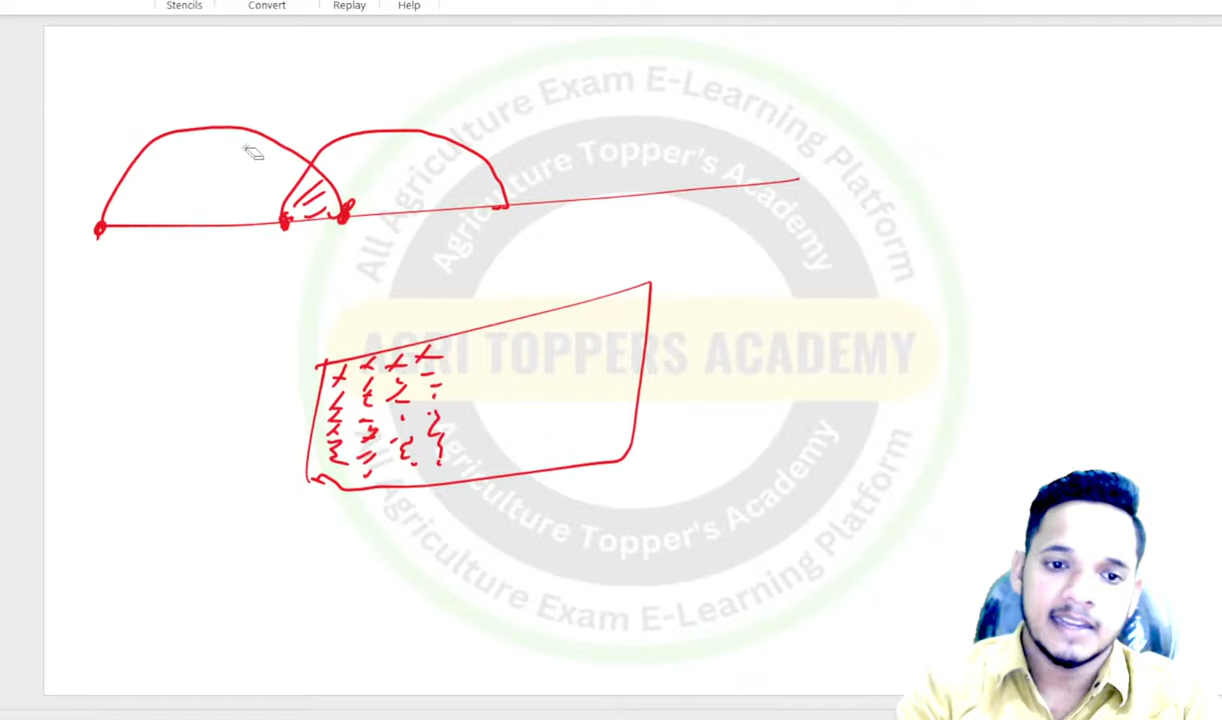 Stencils Convert Replay Help
All Agriculture Exam E-Learning Platform
Agriculture Topper's Academy
AGRI TOPPERS ACADEMY
Agriculture Topper's Academy
All Agriculture Exam E-Learning Platform